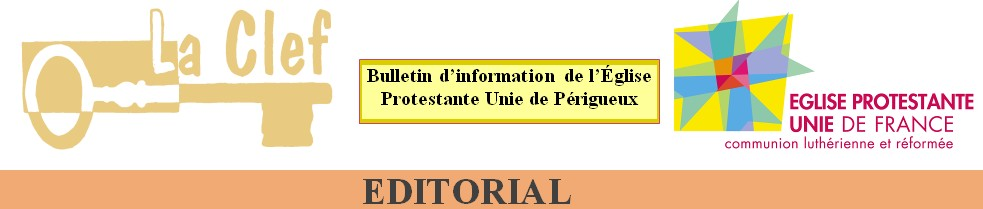 La Clef
Bulletin d'information de l'Église
Protestante Unie de Périgueux
EGLISE PROTESTANTE
UNIE DE FRANCE
communion luthérienne et réformée
EDITORIAL